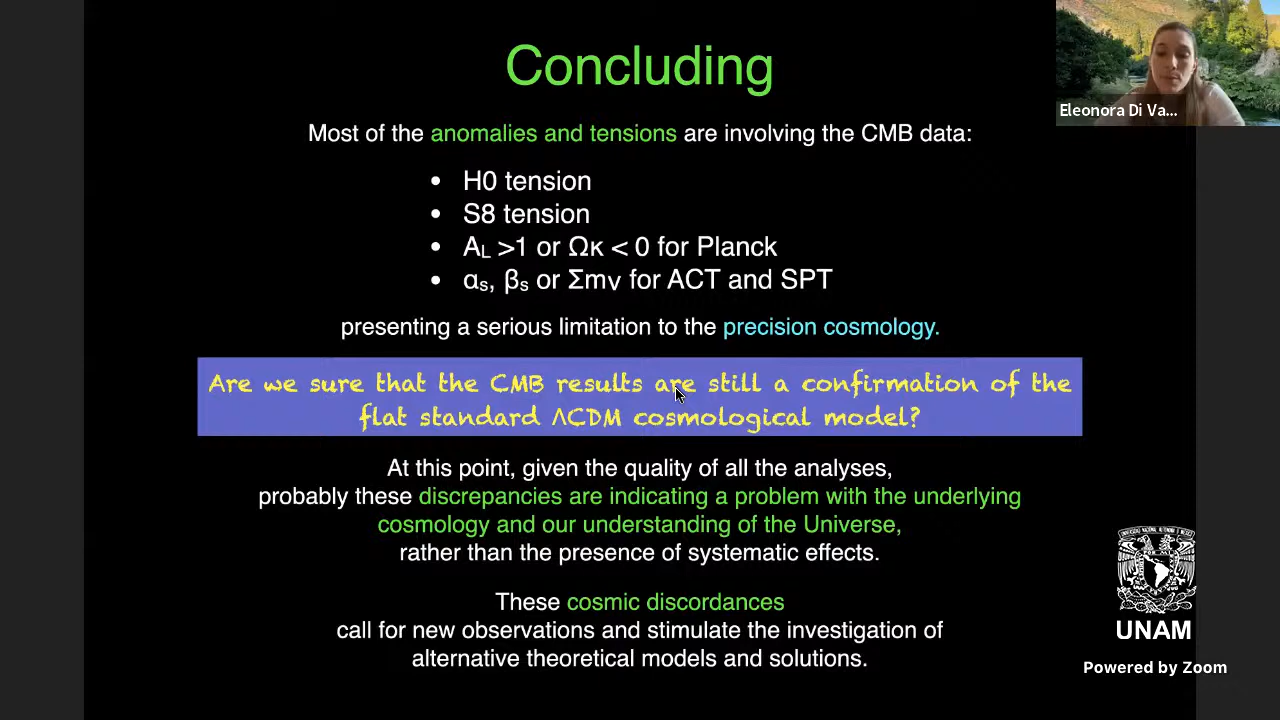 Concluding
Eleonora Di Va...
Most of the anomalies and tensions are involving the CMB data:
• H0 tension
• S8 tension
• AL >1 or Ωκ < 0 for Planck
• αs, βs or Σmν for ACT and SPT
presenting a serious limitation to the precision cosmology.
Are we sure that the CMB results are still a confirmation of the
flat standard ΛCDM cosmological model?
At this point, given the quality of all the analyses,
probably these discrepancies are indicating a problem with the underlying
cosmology and our understanding of the Universe,
rather than the presence of systematic effects.
These cosmic discordances
call for new observations and stimulate the investigation of
alternative theoretical models and solutions.
UNAM
Powered by Zoom